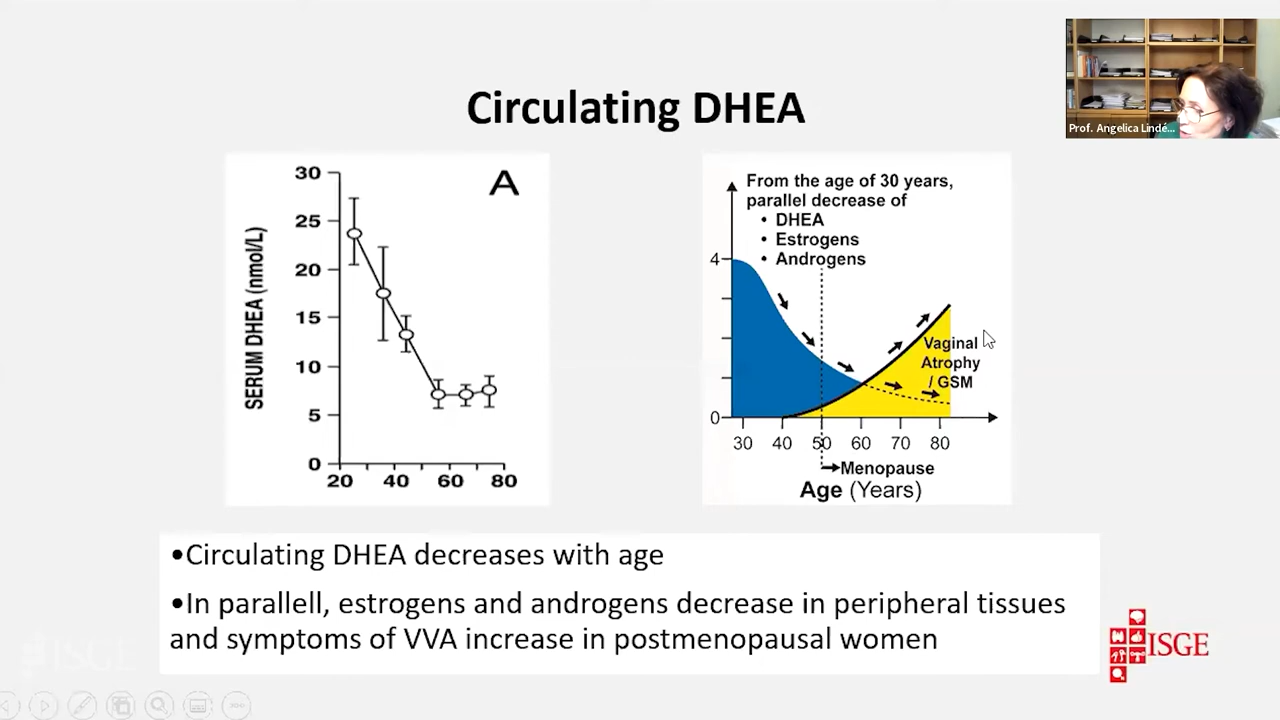 Prof. Angelica Lindé...
Circulating DHEA
A
SERUM DHEA (nmol/L)
30
25
20
15
10
5
0
20 40 60 80
From the age of 30 years,
parallel decrease of
• DHEA
• Estrogens
• Androgens
4
0
Vaginal
Atrophy
/ GSM
30 40 50 60 70 80
Menopause
Age (Years)
•Circulating DHEA decreases with age
•In parallell, estrogens and androgens decrease in peripheral tissues
and symptoms of VVA increase in postmenopausal women
ISGE
ISGE